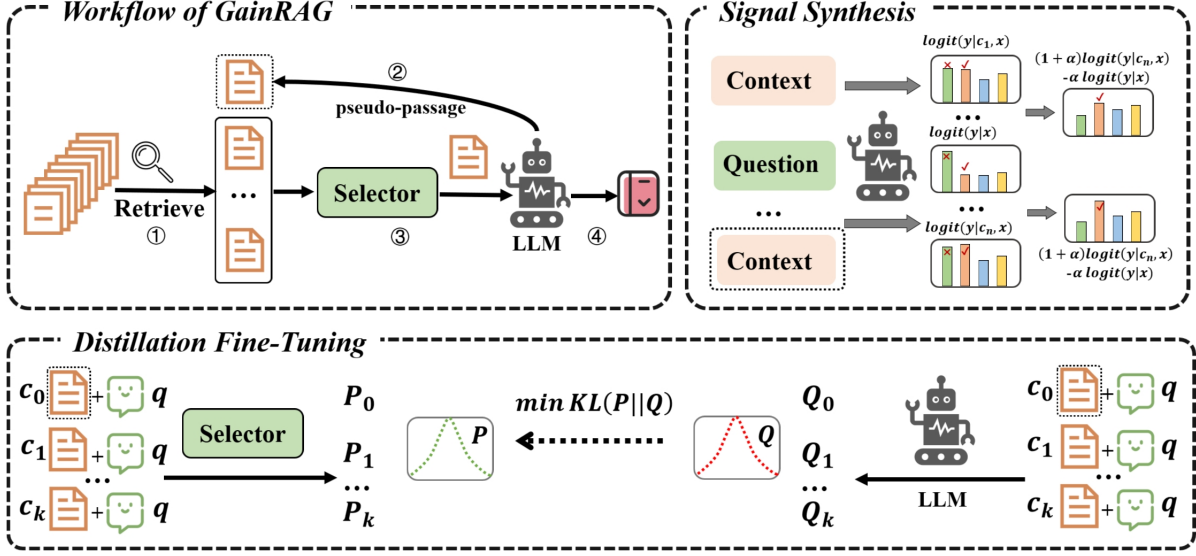 Workflow of GainRAG
②
pseudo-passage
Retrieve
①
...
Selector
③
LLM
④
Signal Synthesis
Context
Question
...
Context
logit(y|c₁, x)
...
logit(y|x)
...
logit(y|cₙ, x)
(1 + α)logit(y|cₙ, x)
-α logit(y|x)
(1 + α)logit(y|cₙ, x)
-α logit(y|x)
Distillation Fine-Tuning
c₀ + q
c₁ + q
...
cₖ + q
Selector
P₀
P₁
...
Pₖ
P
min KL(P||Q)
Q
Q₀
Q₁
...
Qₖ
LLM
c₀ + q
c₁ + q
...
cₖ + q